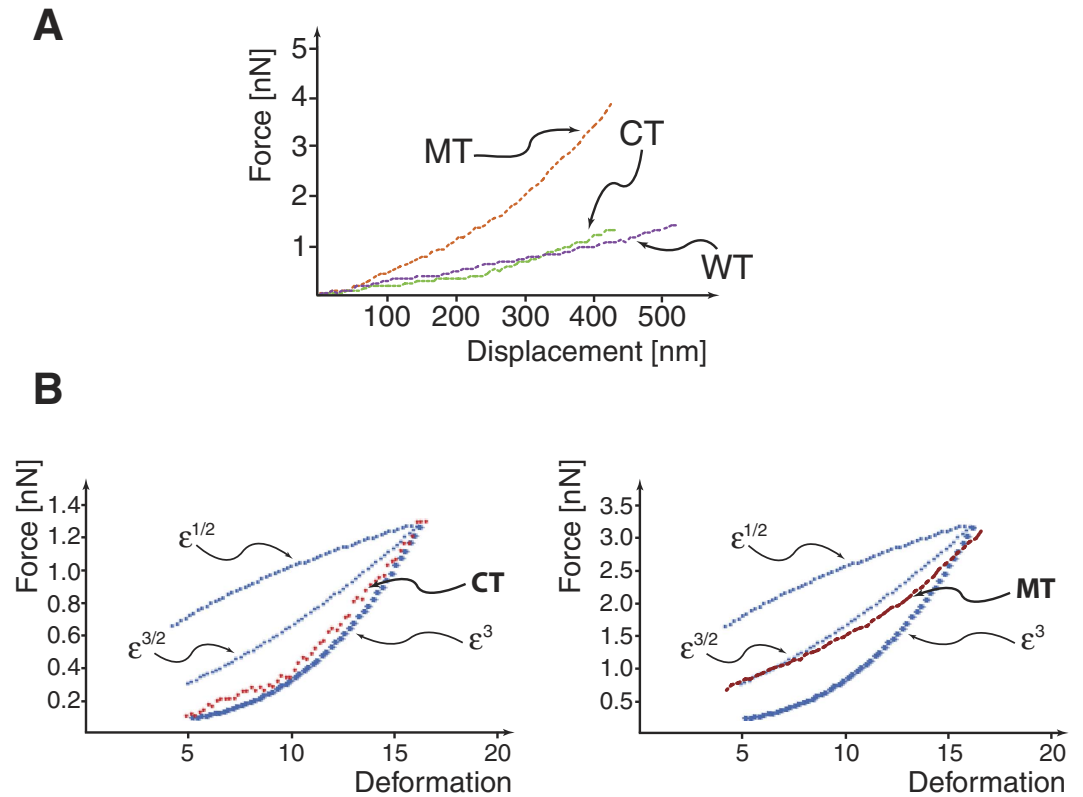 A
Force [nN]
5
4
3
2
1
MT
CT
WT
100 200 300 400 500
Displacement [nm]
B
Force [nN]
1.4
1.2
1.0
0.8
0.6
0.4
0.2
ε1/2
ε3/2
CT
ε3
5 10 15 20
Deformation
Force [nN]
3.5
3.0
2.5
2.0
1.5
1.0
0.5
ε1/2
ε3/2
MT
ε3
5 10 15 20
Deformation